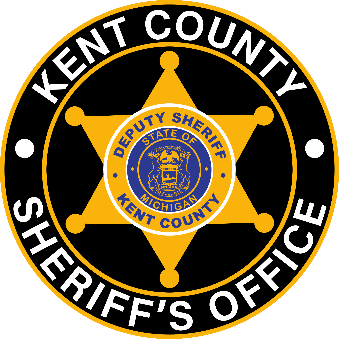 KENT COUNTY
SHERIFF'S OFFICE
DEPUTY SHERIFF
KENT COUNTY
STATE OF
MICHIGAN